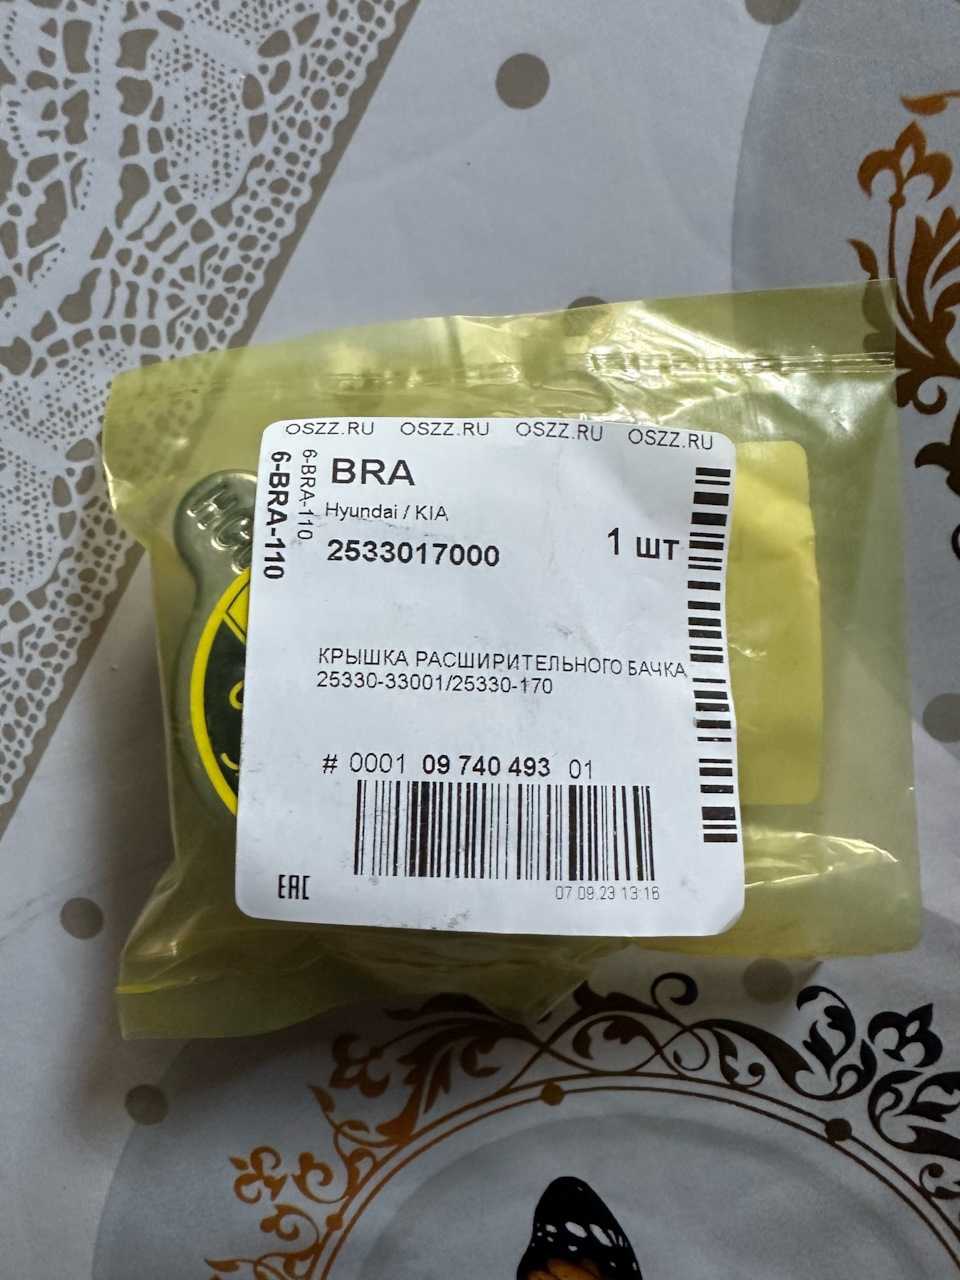 OSZZ.RU OSZZ.RU OSZZ.RU OSZZ.RU
6-BRA-110
6-BRA-110
BRA
Hyundai / KIA
2533017000
1 шт
КРЫШКА РАСШИРИТЕЛЬНОГО БАЧКА
25330-33001/25330-170
# 0001 09 740 493 01
EAC
07.09.23 13:16